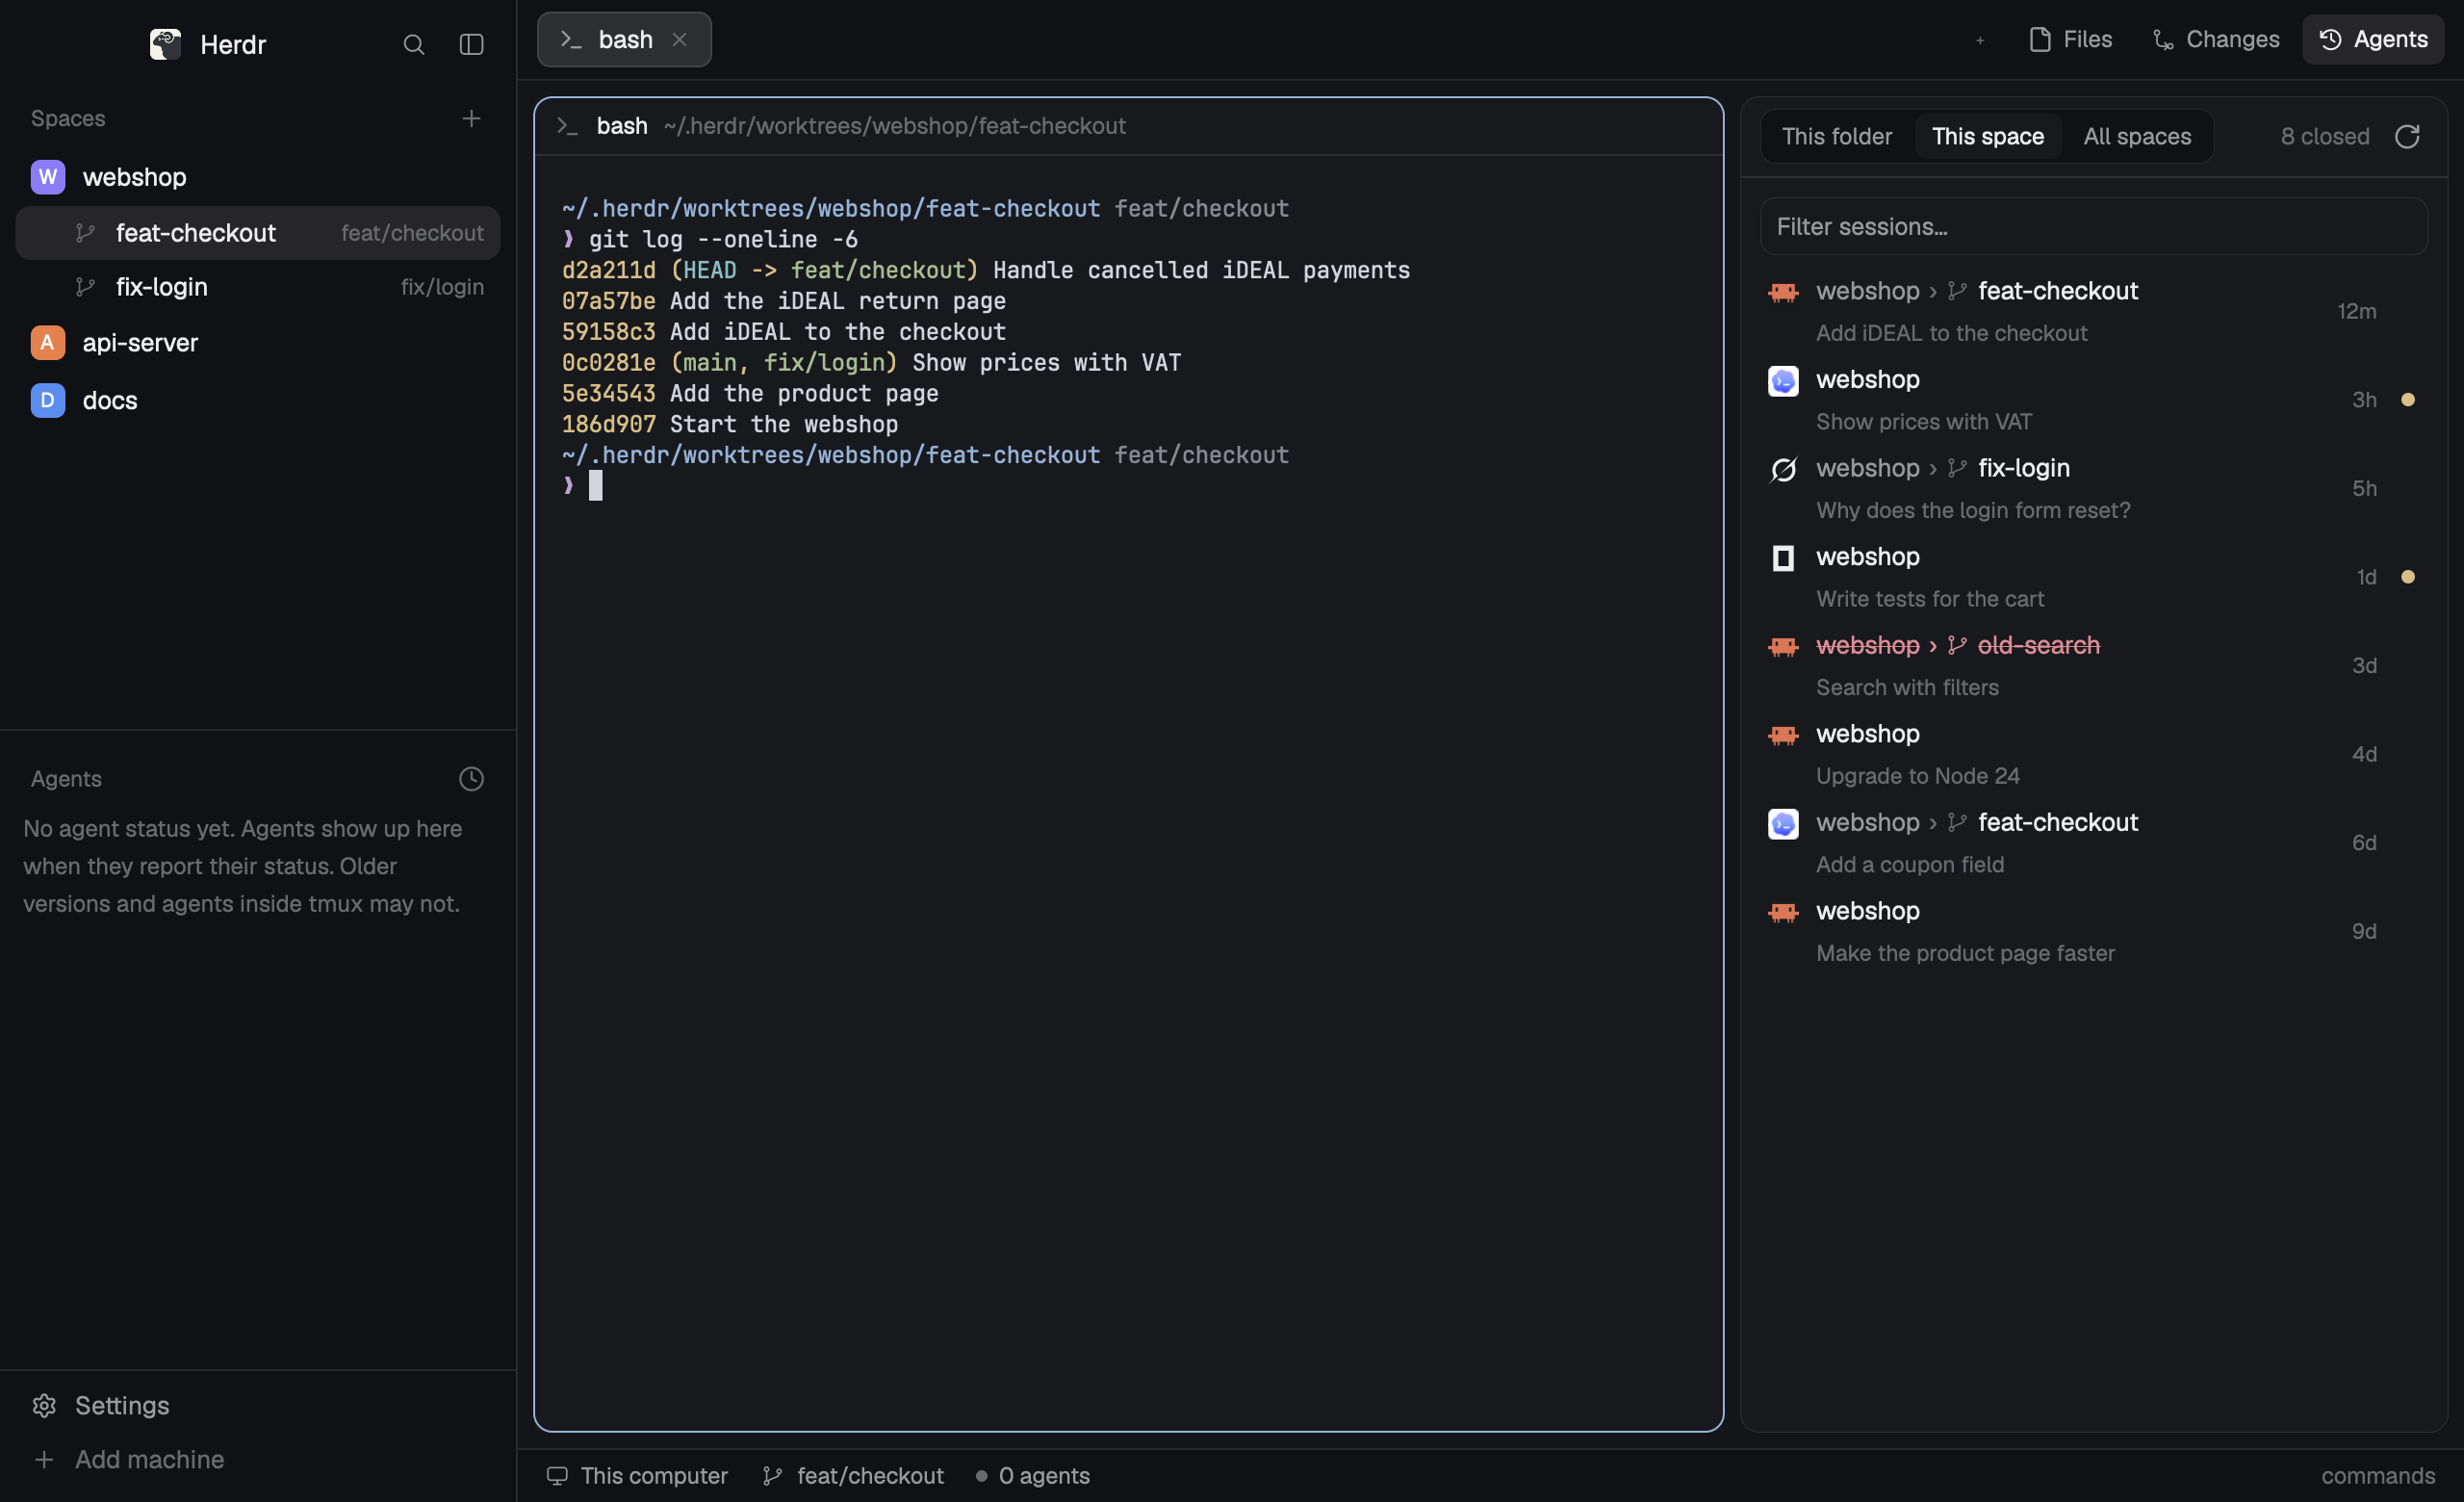 Herdr
Spaces
W webshop
feat-checkout feat/checkout
fix-login fix/login
A api-server
D docs
Agents
No agent status yet. Agents show up here
when they report their status. Older
versions and agents inside tmux may not.
Settings
+ Add machine
bash
+ Files Changes Agents
bash ~/.herdr/worktrees/webshop/feat-checkout
~/.herdr/worktrees/webshop/feat-checkout feat/checkout
❱ git log --oneline -6
d2a211d (HEAD -> feat/checkout) Handle cancelled iDEAL payments
07a57be Add the iDEAL return page
59158c3 Add iDEAL to the checkout
0c0281e (main, fix/login) Show prices with VAT
5e34543 Add the product page
186d907 Start the webshop
~/.herdr/worktrees/webshop/feat-checkout feat/checkout
❱
This folder This space All spaces 8 closed
Filter sessions...
webshop › feat-checkout
12m
Add iDEAL to the checkout
webshop
3h
Show prices with VAT
webshop › fix-login
5h
Why does the login form reset?
webshop
1d
Write tests for the cart
webshop › old-search
3d
Search with filters
webshop
4d
Upgrade to Node 24
webshop › feat-checkout
6d
Add a coupon field
webshop
9d
Make the product page faster
This computer feat/checkout 0 agents commands